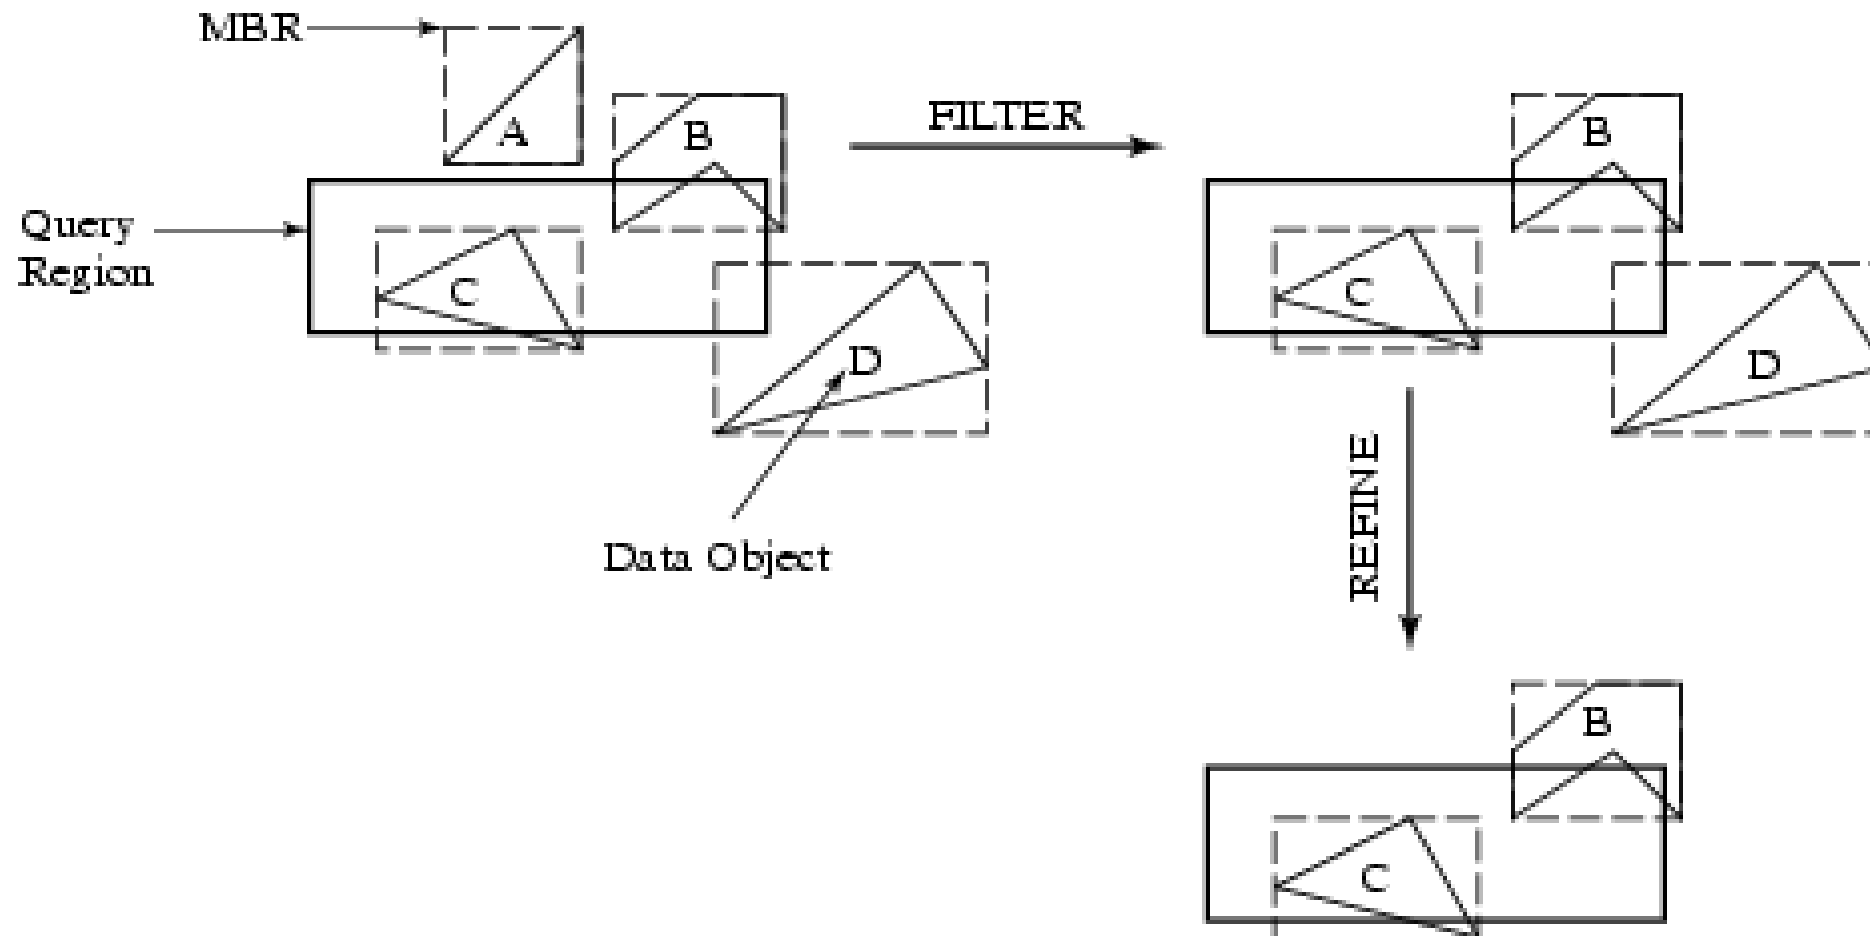 MBR
A
B
FILTER
B
Query
Region
C
C
D
D
Data Object
REFINE
B
C